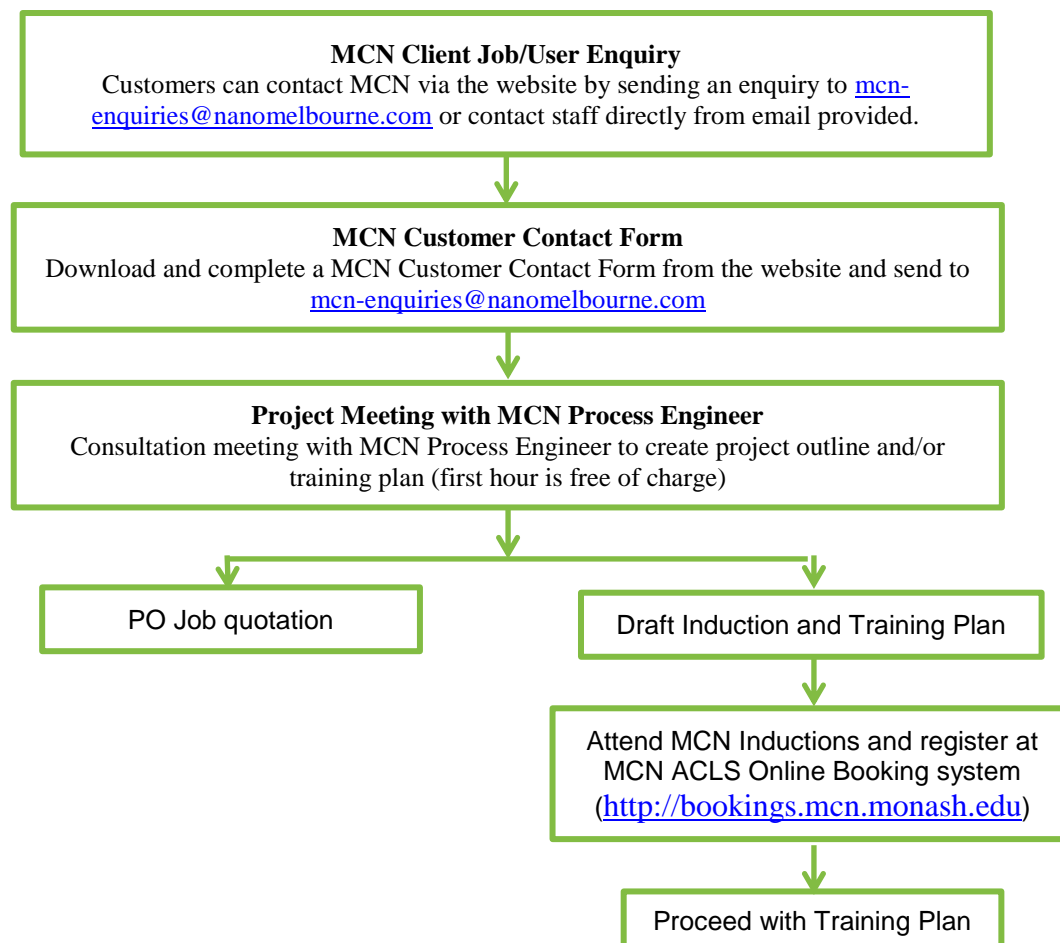 MCN Client Job/User Enquiry
Customers can contact MCN via the website by sending an enquiry to mcn-
enquiries@nanomelbourne.com or contact staff directly from email provided.
MCN Customer Contact Form
Download and complete a MCN Customer Contact Form from the website and send to
mcn-enquiries@nanomelbourne.com
Project Meeting with MCN Process Engineer
Consultation meeting with MCN Process Engineer to create project outline and/or
training plan (first hour is free of charge)
PO Job quotation
Draft Induction and Training Plan
Attend MCN Inductions and register at
MCN ACLS Online Booking system
(http://bookings.mcn.monash.edu)
Proceed with Training Plan